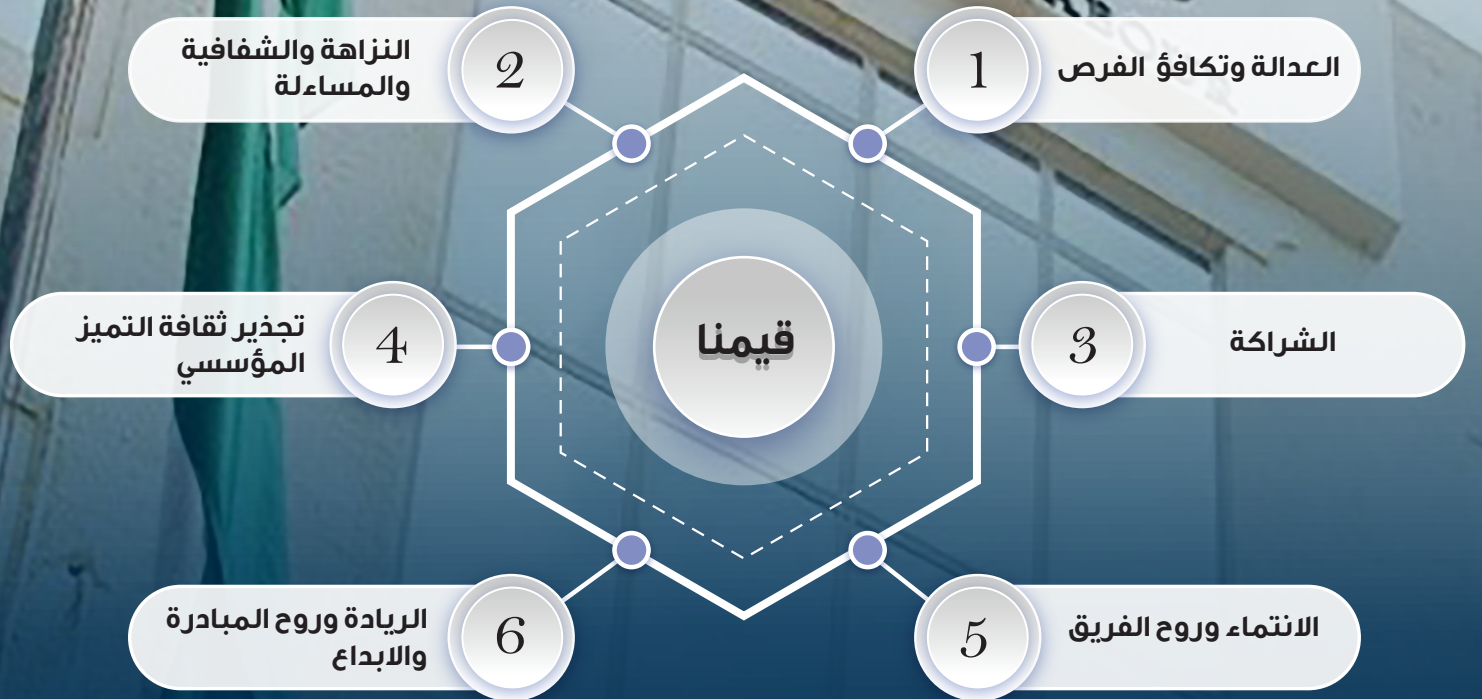 1
العدالة وتكافؤ الفرص
2
النزاهة والشفافية
والمساءلة
قيمنا
3
الشراكة
4
تجذير ثقافة التميز
المؤسسي
5
الانتماء وروح الفريق
6
الريادة وروح المبادرة
والابداع